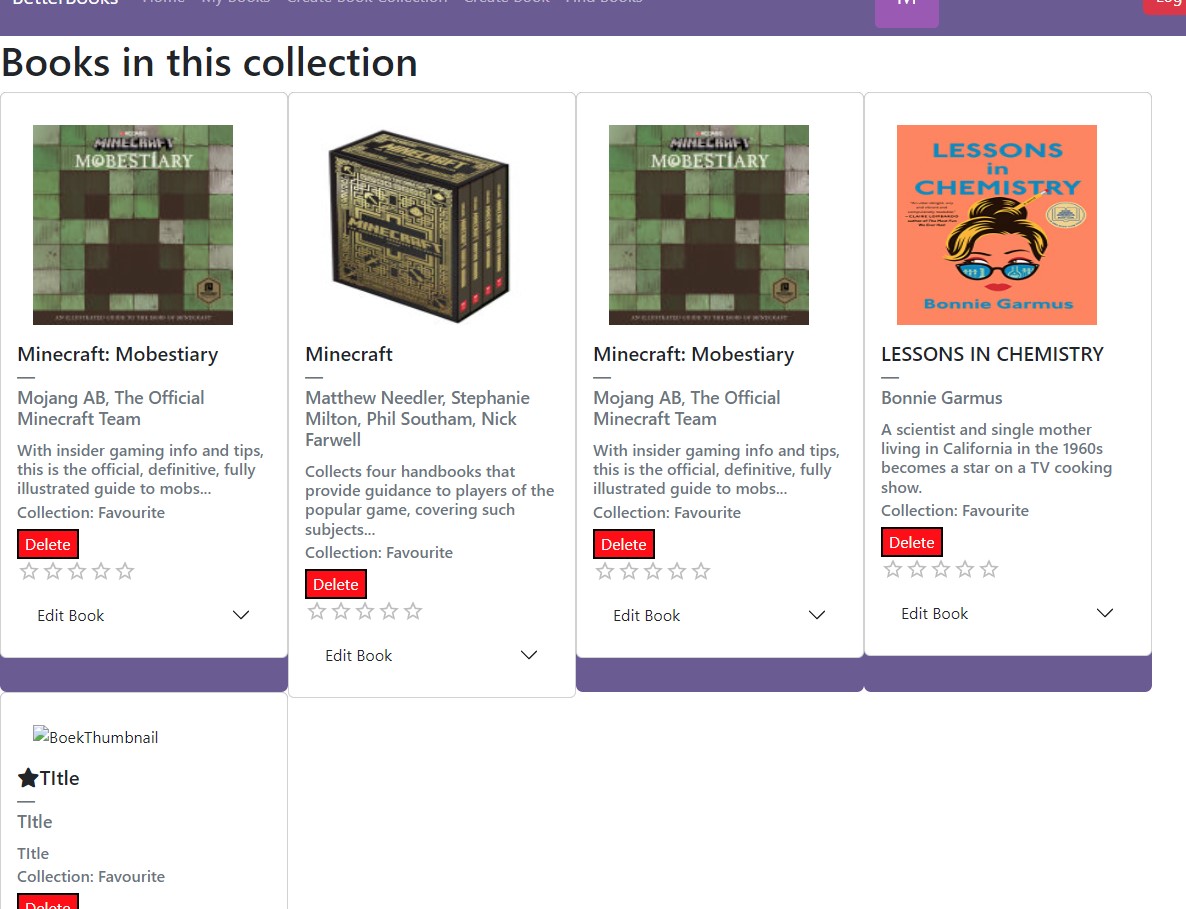 BetterBooks Home My Books Create Book Collection Create Book Find Books M Log
Books in this collection
MINECRAFT
MOBESTIARY
AN ILLUSTRATED GUIDE TO THE MOBS OF MINECRAFT
Minecraft: Mobestiary
—
Mojang AB, The Official
Minecraft Team
With insider gaming info and tips,
this is the official, definitive, fully
illustrated guide to mobs...
Collection: Favourite
Delete
Edit Book
MINECRAFT
MINECRAFT
Minecraft
—
Matthew Needler, Stephanie
Milton, Phil Southam, Nick
Farwell
Collects four handbooks that
provide guidance to players of the
popular game, covering such
subjects...
Collection: Favourite
Delete
Edit Book
MINECRAFT
MOBESTIARY
AN ILLUSTRATED GUIDE TO THE MOBS OF MINECRAFT
Minecraft: Mobestiary
—
Mojang AB, The Official
Minecraft Team
With insider gaming info and tips,
this is the official, definitive, fully
illustrated guide to mobs...
Collection: Favourite
Delete
Edit Book
LESSONS
in
CHEMISTRY
Bonnie Garmus
LESSONS IN CHEMISTRY
—
Bonnie Garmus
A scientist and single mother
living in California in the 1960s
becomes a star on a TV cooking
show.
Collection: Favourite
Delete
Edit Book
BoekThumbnail
TItle
—
TItle
TItle
Collection: Favourite
Delete